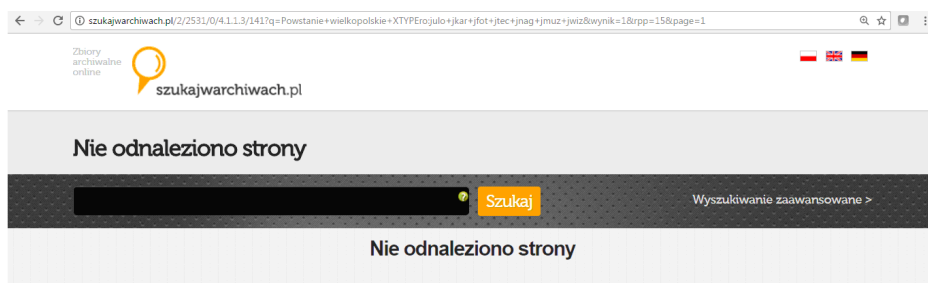 szukajwarchiwach.pl/2/2531/0/4.1.1.3/141?q=Powstanie+wielkopolskie+XTYPEro;julo+jkar+jfot+jtec+jnag+jmuz+jwiz&wynik=1&rpp=15&page=1
Zbiory
archiwalne
online
szukajwarchiwach.pl
Nie odnaleziono strony
Szukaj
Wyszukiwanie zaawansowane >
Nie odnaleziono strony